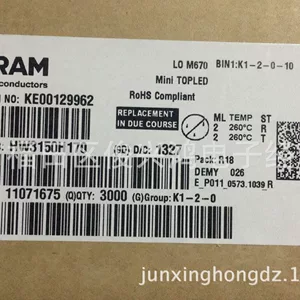 RAM
LO M670 BIN1:K1-2-0-10
conductors
Mini TOPLED
RoHS Compliant
NO: KE00129962
REPLACEMENT
IN DUE COURSE
ML TEMP ST
2 260°C R
2 260°C T
HW3150H179
(9D) D/C: 1327
Pack: R18
DEMY 026
E_P011_0573.1039 R
11071675 (Q)QTY: 3000 (G)Group: K1-2-0
junxinghongdz.1